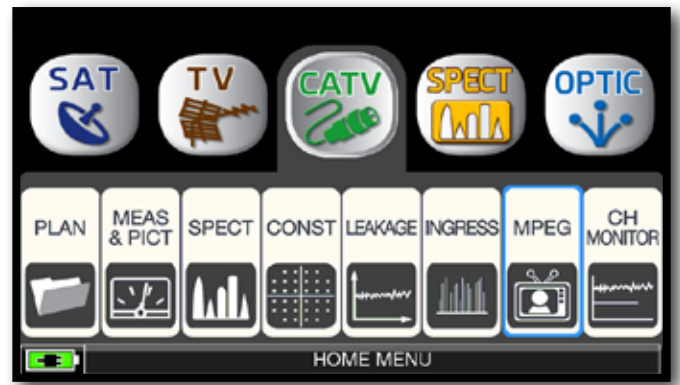 SAT TV CATV SPECT OPTIC
PLAN MEAS & PICT SPECT CONST LEAKAGE INGRESS MPEG CH MONITOR
HOME MENU